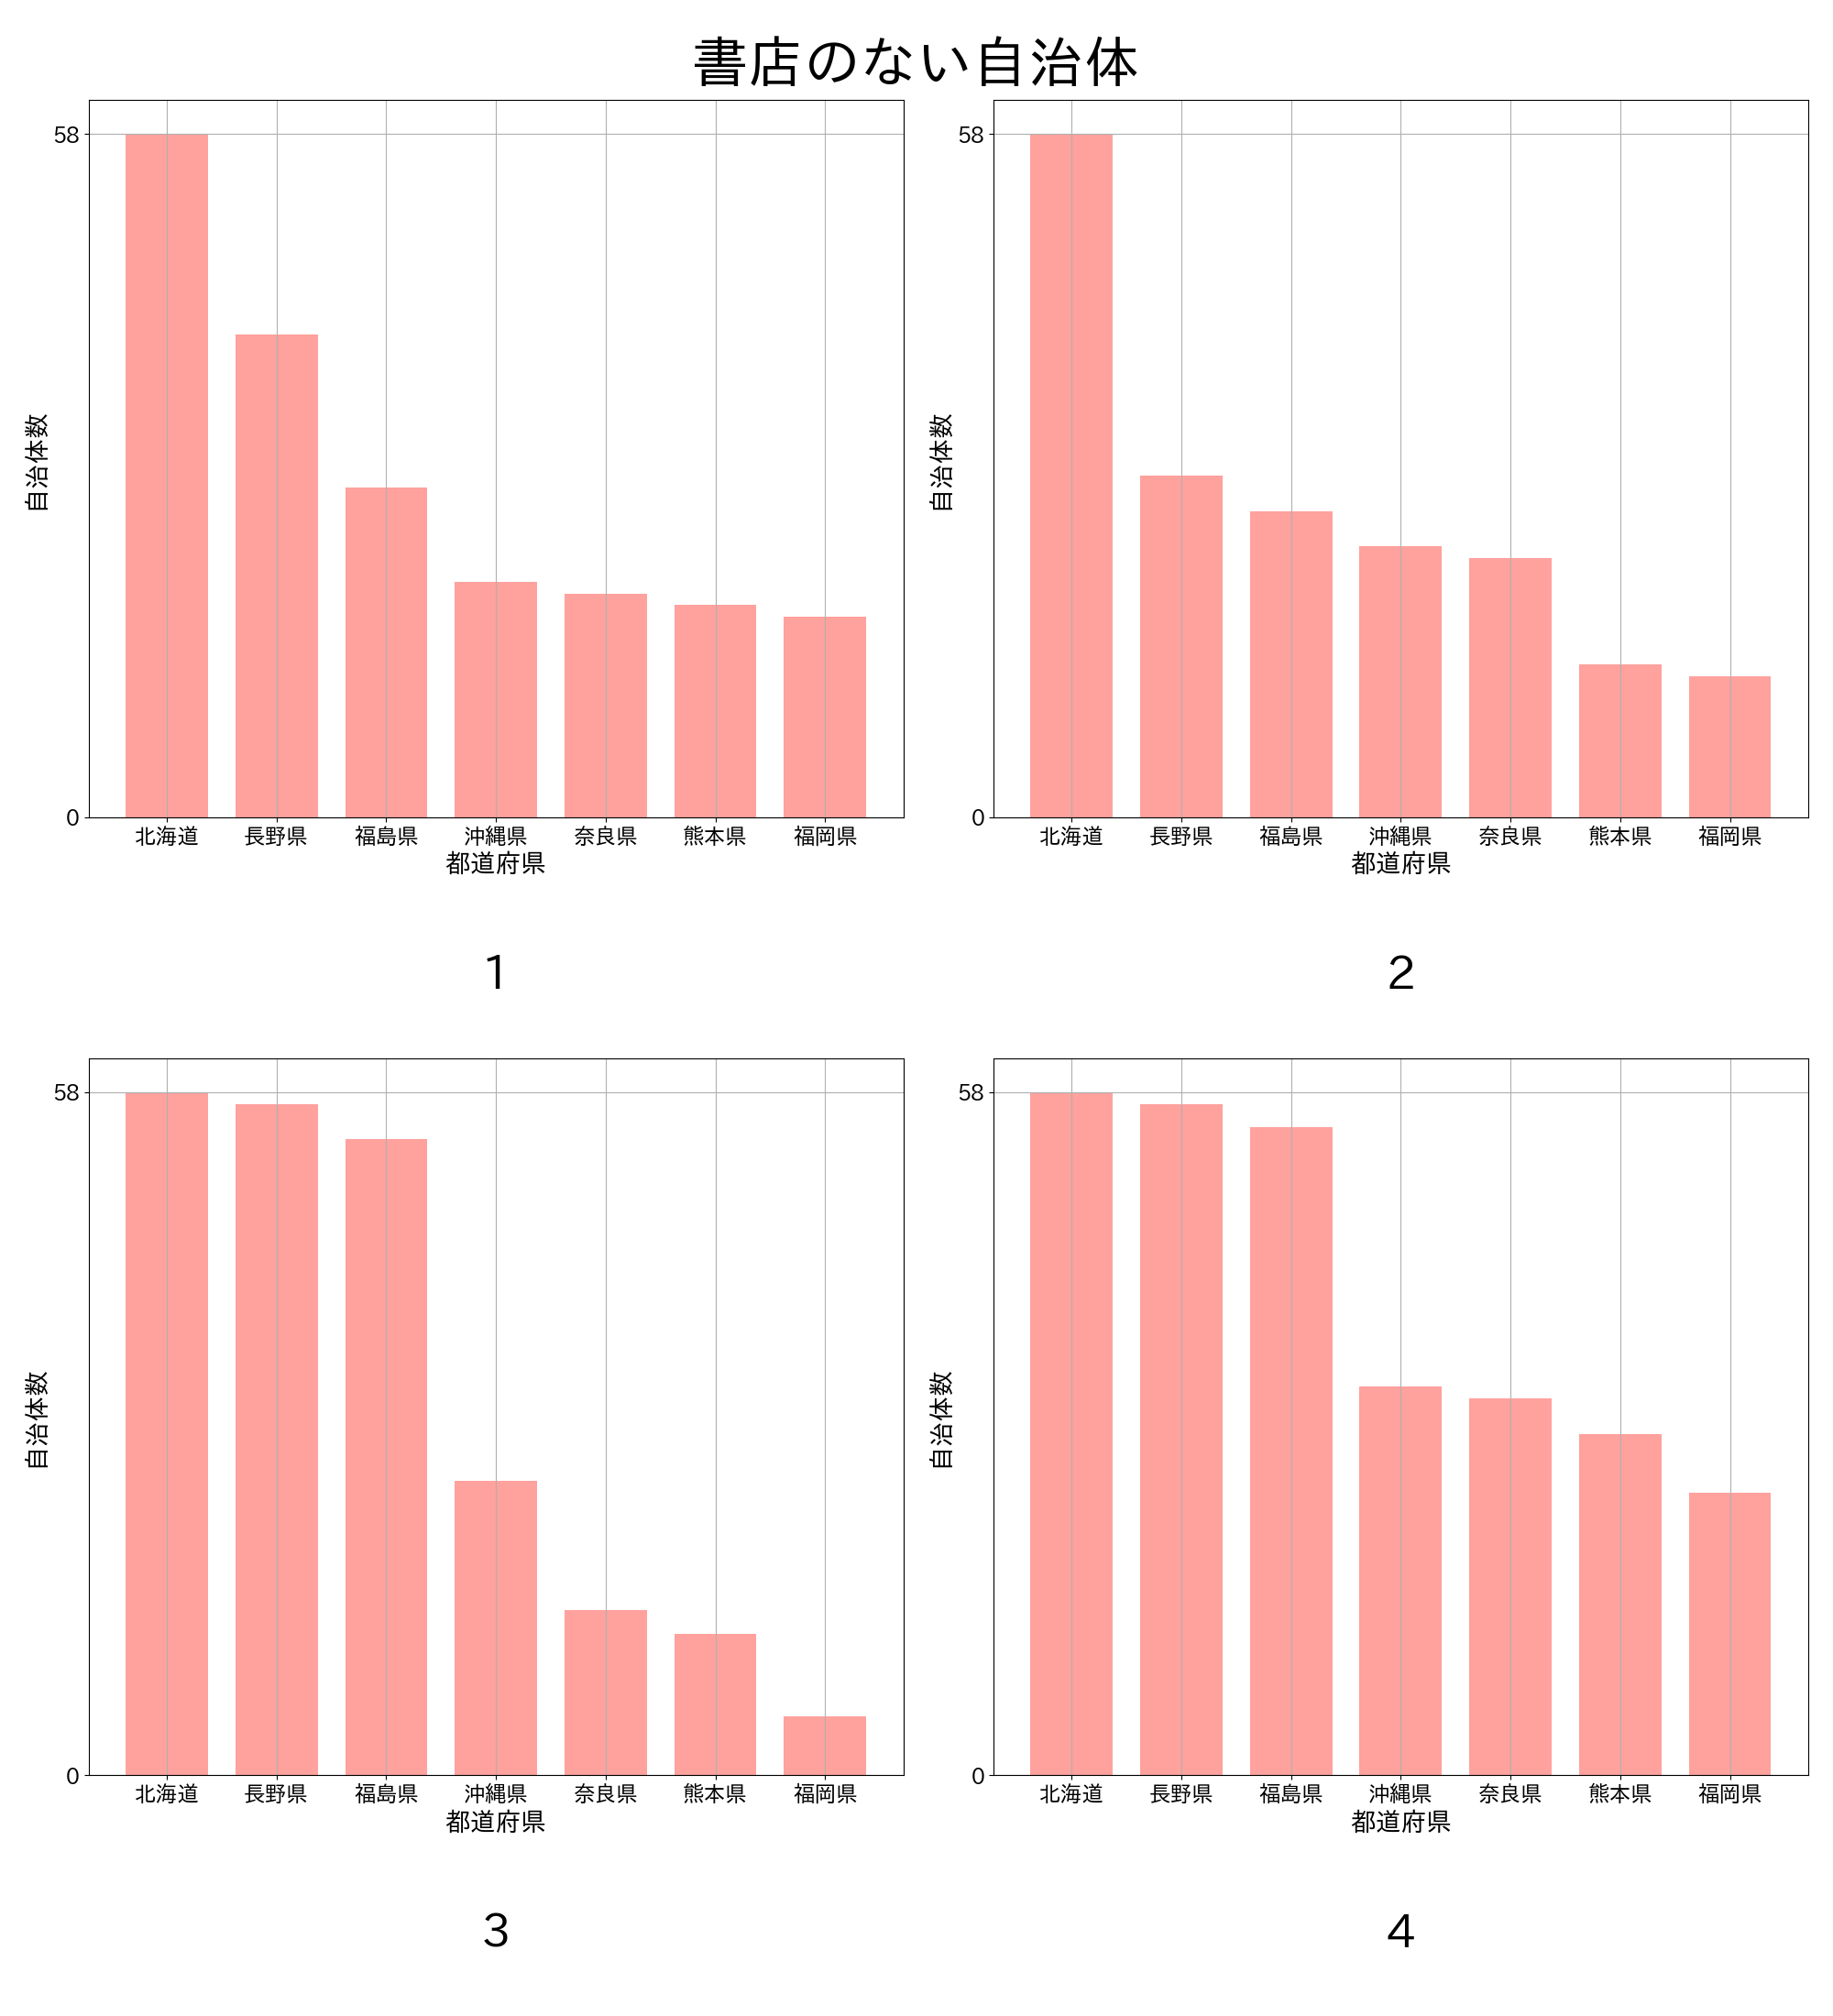 書店のない自治体
58
0
自治体数
北海道 長野県 福島県 沖縄県 奈良県 熊本県 福岡県
都道府県
1
58
0
自治体数
北海道 長野県 福島県 沖縄県 奈良県 熊本県 福岡県
都道府県
2
58
0
自治体数
北海道 長野県 福島県 沖縄県 奈良県 熊本県 福岡県
都道府県
3
58
0
自治体数
北海道 長野県 福島県 沖縄県 奈良県 熊本県 福岡県
都道府県
4